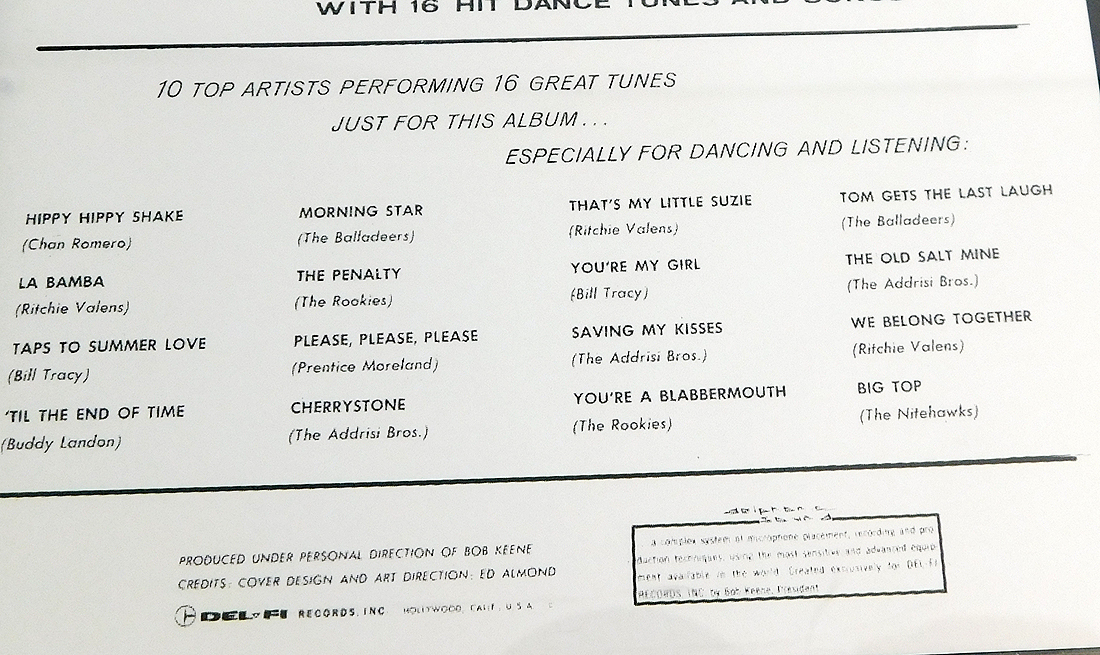 WITH 16 HIT DANCE TUNES AND SONGS
10 TOP ARTISTS PERFORMING 16 GREAT TUNES
JUST FOR THIS ALBUM...
ESPECIALLY FOR DANCING AND LISTENING:
HIPPY HIPPY SHAKE
(Chan Romero)
LA BAMBA
(Ritchie Valens)
TAPS TO SUMMER LOVE
(Bill Tracy)
'TIL THE END OF TIME
(Buddy Landon)
MORNING STAR
(The Balladeers)
THE PENALTY
(The Rookies)
PLEASE, PLEASE, PLEASE
(Prentice Moreland)
CHERRYSTONE
(The Addrisi Bros.)
THAT'S MY LITTLE SUZIE
(Ritchie Valens)
YOU'RE MY GIRL
(Bill Tracy)
SAVING MY KISSES
(The Addrisi Bros.)
YOU'RE A BLABBERMOUTH
(The Rookies)
TOM GETS THE LAST LAUGH
(The Balladeers)
THE OLD SALT MINE
(The Addrisi Bros.)
WE BELONG TOGETHER
(Ritchie Valens)
BIG TOP
(The Nitehawks)
PRODUCED UNDER PERSONAL DIRECTION OF BOB KEENE
CREDITS: COVER DESIGN AND ART DIRECTION: ED ALMOND
DEL-FI RECORDS, INC. HOLLYWOOD, CALIF., U.S.A.
a complex system of microphone placement, recording and pro
duction techniques, using the most sensitive and advanced equip
ment available in the world. Created exclusively for DEL-FI
RECORDS, INC. by Bob Keene, President